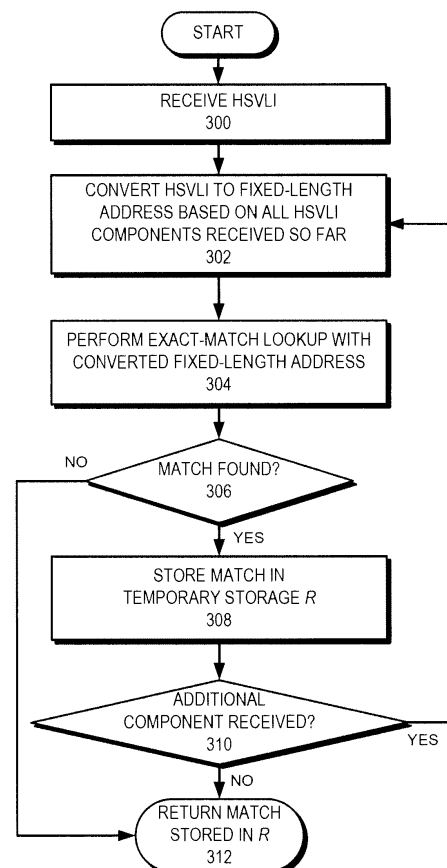 START
RECEIVE HSVLI
300
CONVERT HSVLI TO FIXED-LENGTH
ADDRESS BASED ON ALL HSVLI
COMPONENTS RECEIVED SO FAR
302
PERFORM EXACT-MATCH LOOKUP WITH
CONVERTED FIXED-LENGTH ADDRESS
304
NO
MATCH FOUND?
306
YES
STORE MATCH IN
TEMPORARY STORAGE R
308
ADDITIONAL
COMPONENT RECEIVED?
310
YES
NO
RETURN MATCH
STORED IN R
312